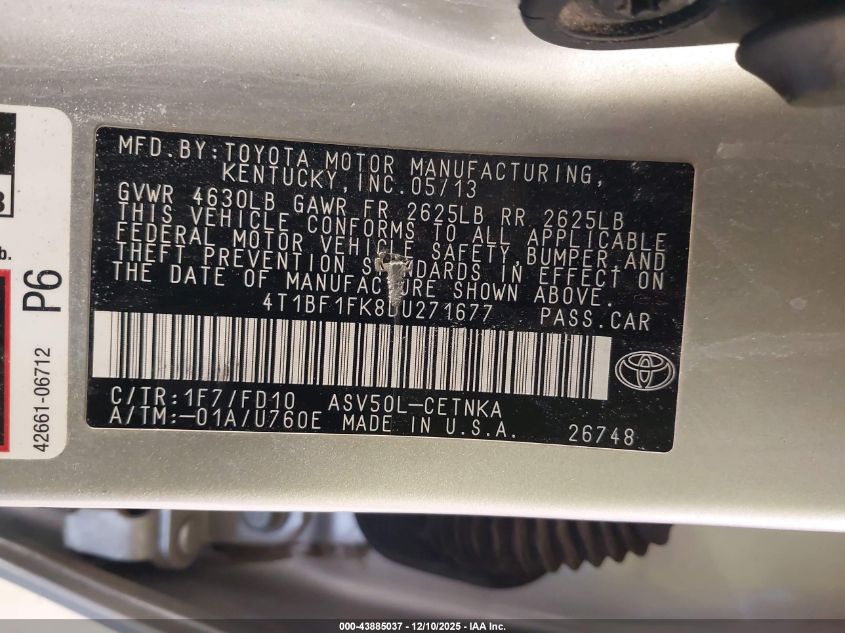 MFD.BY:TOYOTA MOTOR MANUFACTURING,
KENTUCKY, INC.05/13
GVWR 4630LB GAWR FR 2625LB RR 2625LB
THIS VEHICLE CONFORMS TO ALL APPLICABLE
FEDERAL MOTOR VEHICLE SAFETY,BUMPER AND
THEFT PREVENTION STANDARDS IN EFFECT ON
THE DATE OF MANUFACTURE SHOWN ABOVE.
4T1BF1FK8DU271677 PASS.CAR
C/TR:1F7/FD10 ASV50L-CETNKA
A/TM:-01A/U760E MADE IN U.S.A. 26748
P6
42661-06712
b.
000-43885037 - 12/10/2025 - IAA Inc.